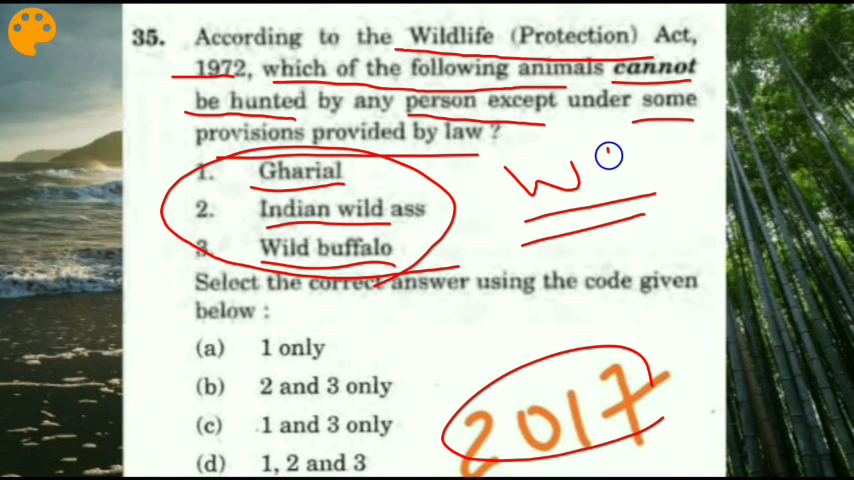 35. According to the Wildlife (Protection) Act,
1972, which of the following animals cannot
be hunted by any person except under some
provisions provided by law ?
1. Gharial
2. Indian wild ass
3. Wild buffalo
W
Select the correct answer using the code given
below :
(a) 1 only
(b) 2 and 3 only
(c) 1 and 3 only
(d) 1, 2 and 3
2017